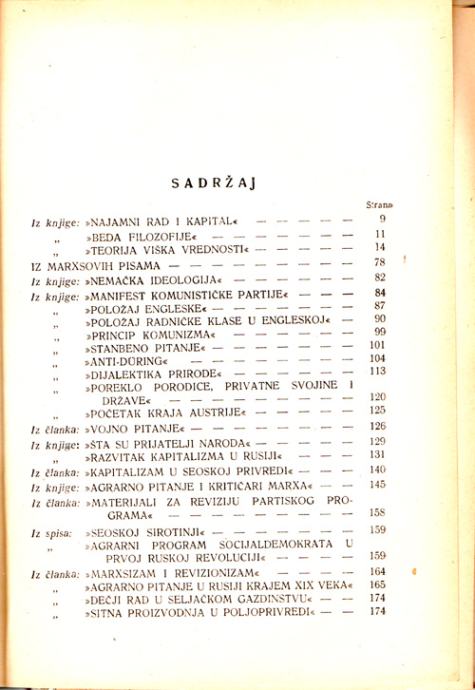 SADRŽAJ
Strana
Iz knjige: »NAJAMNI RAD I KAPITAL« — — — — — 9
„ »BEDA FILOZOFIJE« — — — — — — — 11
„ »TEORIJA VIŠKA VREDNOSTI« — — — — — 14
IZ MARXSOVIH PISAMA — — — — — — — — — 78
Iz knjige: »NEMAČKA IDEOLOGIJA« — — — — — — 82
Iz knjige: »MANIFEST KOMUNISTIČKE PARTIJE« — — — 84
„ »POLOŽAJ ENGLESKE« — — — — — — 87
„ »POLOŽAJ RADNIČKE KLASE U ENGLESKOJ« — — 90
„ »PRINCIP KOMUNIZMA« — — — — — — 99
„ »STANBENO PITANJE« — — — — — — 101
„ »ANTI-DÜRING« — — — — — — — — 104
„ »DIJALEKTIKA PRIRODE« — — — — — — 113
„ »POREKLO PORODICE, PRIVATNE SVOJINE I
DRŽAVE« — — — — — — — — 120
„ »POČETAK KRAJA AUSTRIJE« — — — — — 125
Iz članka: »VOJNO PITANJE« — — — — — — — 126
Iz knjige: »ŠTA SU PRIJATELJI NARODA« — — — — — 129
„ »RAZVITAK KAPITALIZMA U RUSIJI« — — — — 131
Iz članka: »KAPITALIZAM U SEOSKOJ PRIVREDI« — — — 140
Iz knjige: »AGRARNO PITANJE I KRITIČARI MARXA« — — 145
Iz članka: »MATERIJALI ZA REVIZIJU PARTISKOG PRO-
GRAMA« — — — — — — — — 158
Iz spisa: »SEOSKOJ SIROTINJI« — — — — — — 159
„ »AGRARNI PROGRAM SOCIJALDEMOKRATA U
PRVOJ RUSKOJ REVOLUCIJI« — — — — 159
Iz članka: »MARXSIZAM I REVIZIONIZAM« — — — — — 164
„ »AGRARNO PITANJE U RUSIJI KRAJEM XIX VEKA« 165
„ »DEČJI RAD U SELJAČKOM GAZDINSTVU« — — 174
„ »SITNA PROIZVODNJA U POLJOPRIVREDI« — — 174